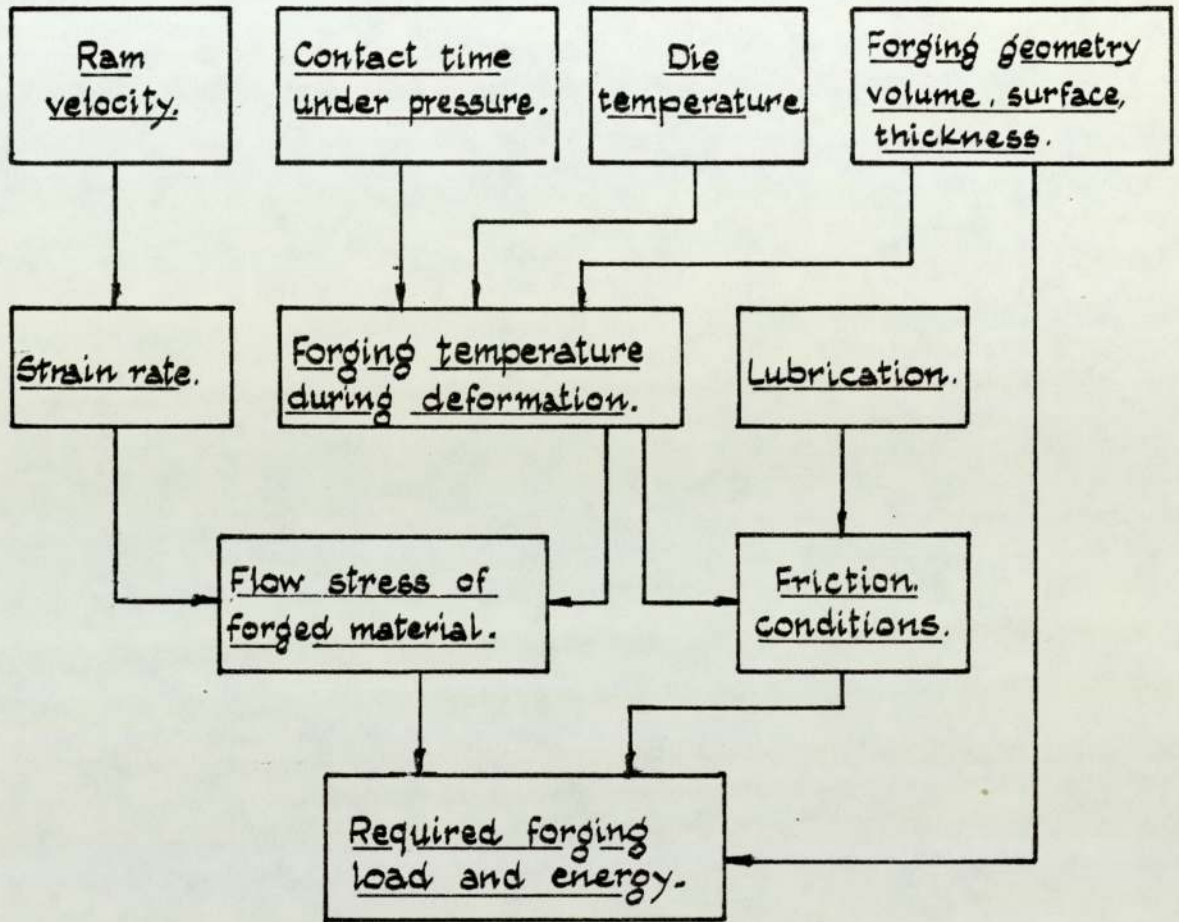 Ram
velocity.
Contact time
under pressure.
Die
temperature.
Forging geometry
volume, surface,
thickness.
Strain rate.
Forging temperature
during deformation.
Lubrication.
Flow stress of
forged material.
Friction.
conditions.
Required forging
load and energy.